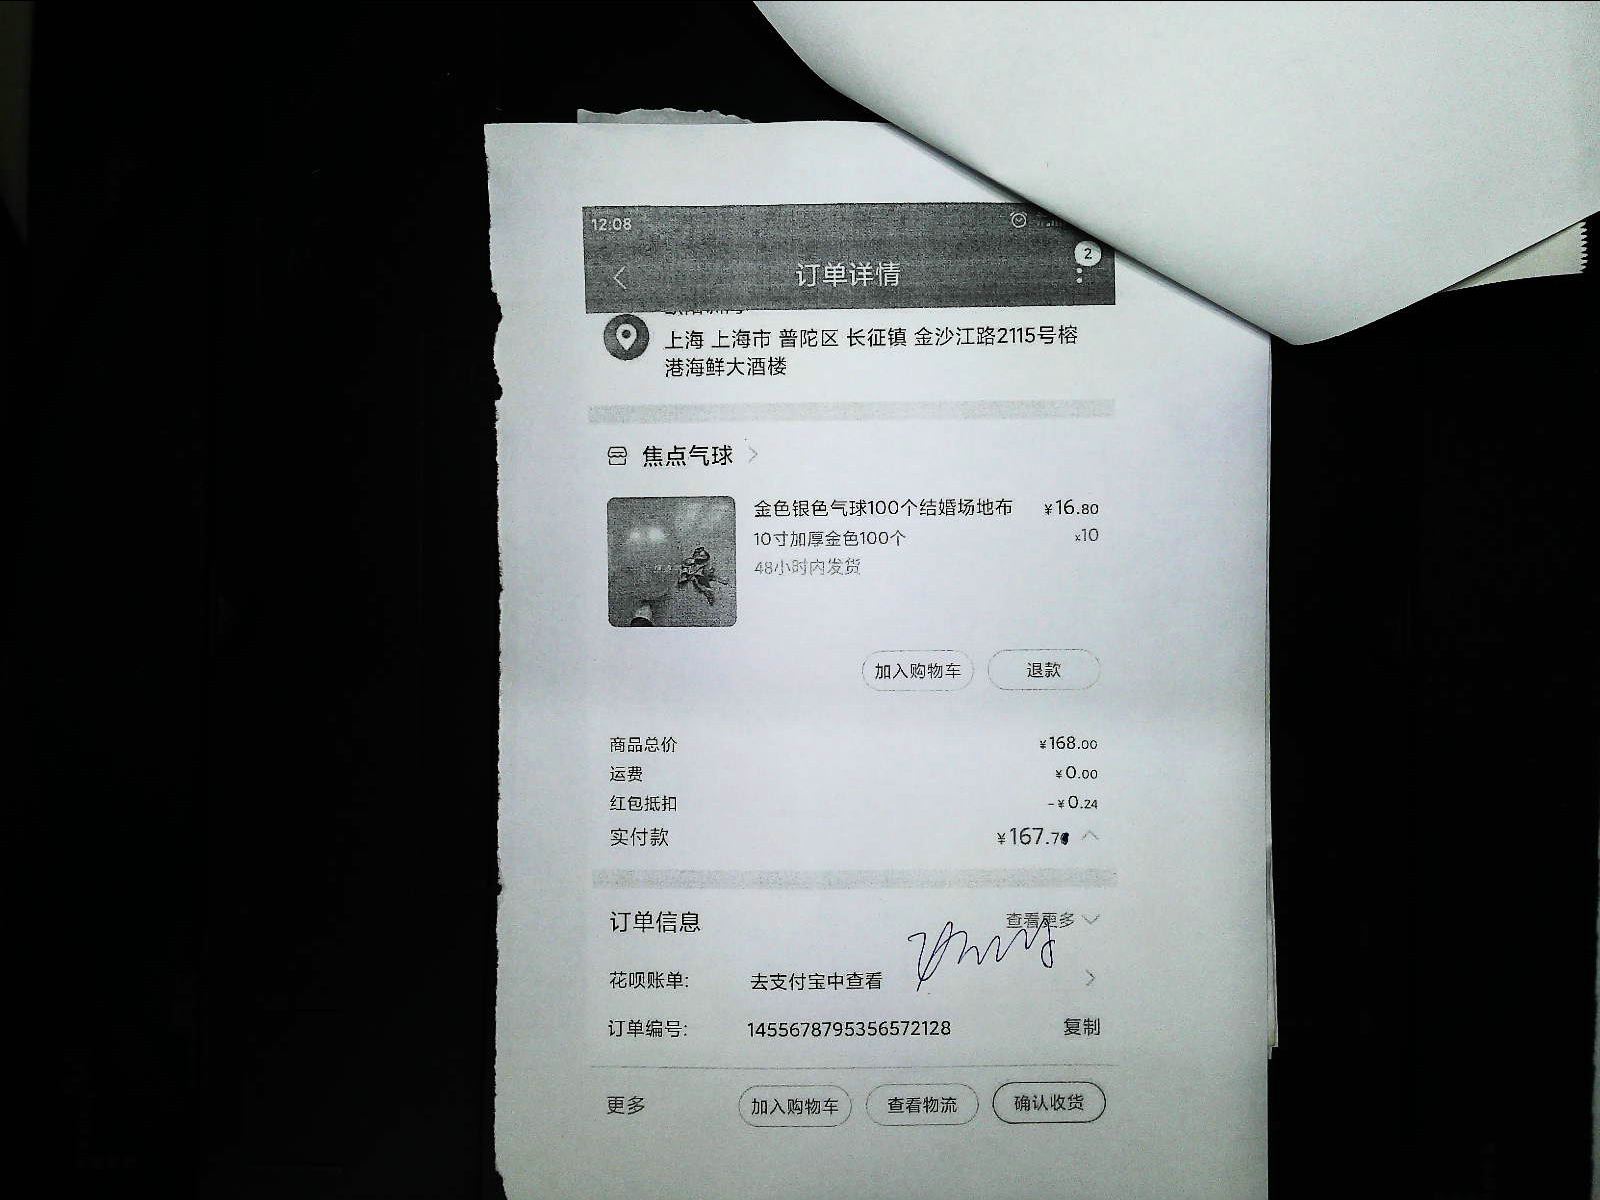 12:08
2
订单详情
上海 上海市 普陀区 长征镇 金沙江路2115号榕
港海鲜大酒楼
焦点气球
金色银色气球100个结婚场地布 ¥16.80
10寸加厚金色100个 x10
48小时内发货
加入购物车 退款
商品总价 ¥168.00
运费 ¥0.00
红包抵扣 -¥0.24
实付款 ¥167.7
订单信息 查看更多
花呗账单: 去支付宝中查看
订单编号: 1455678795356572128 复制
更多 加入购物车 查看物流 确认收货